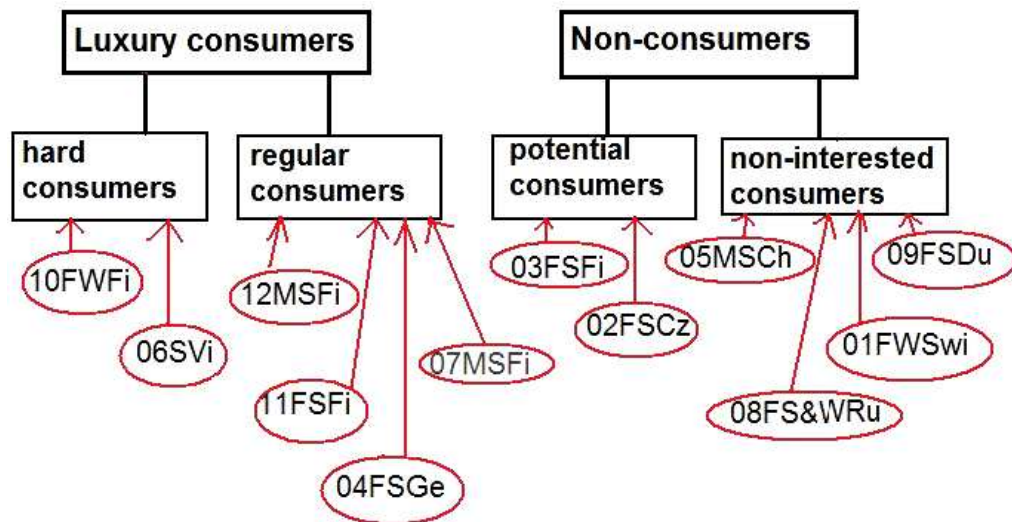 Luxury consumers
Non-consumers
hard
consumers
regular
consumers
potential
consumers
non-interested
consumers
10FWFi
06SVi
12MSFi
11FSFi
04FSGe
07MSFi
03FSFi
02FSCz
05MSCh
08FS&WRu
01FWSwi
09FSDu